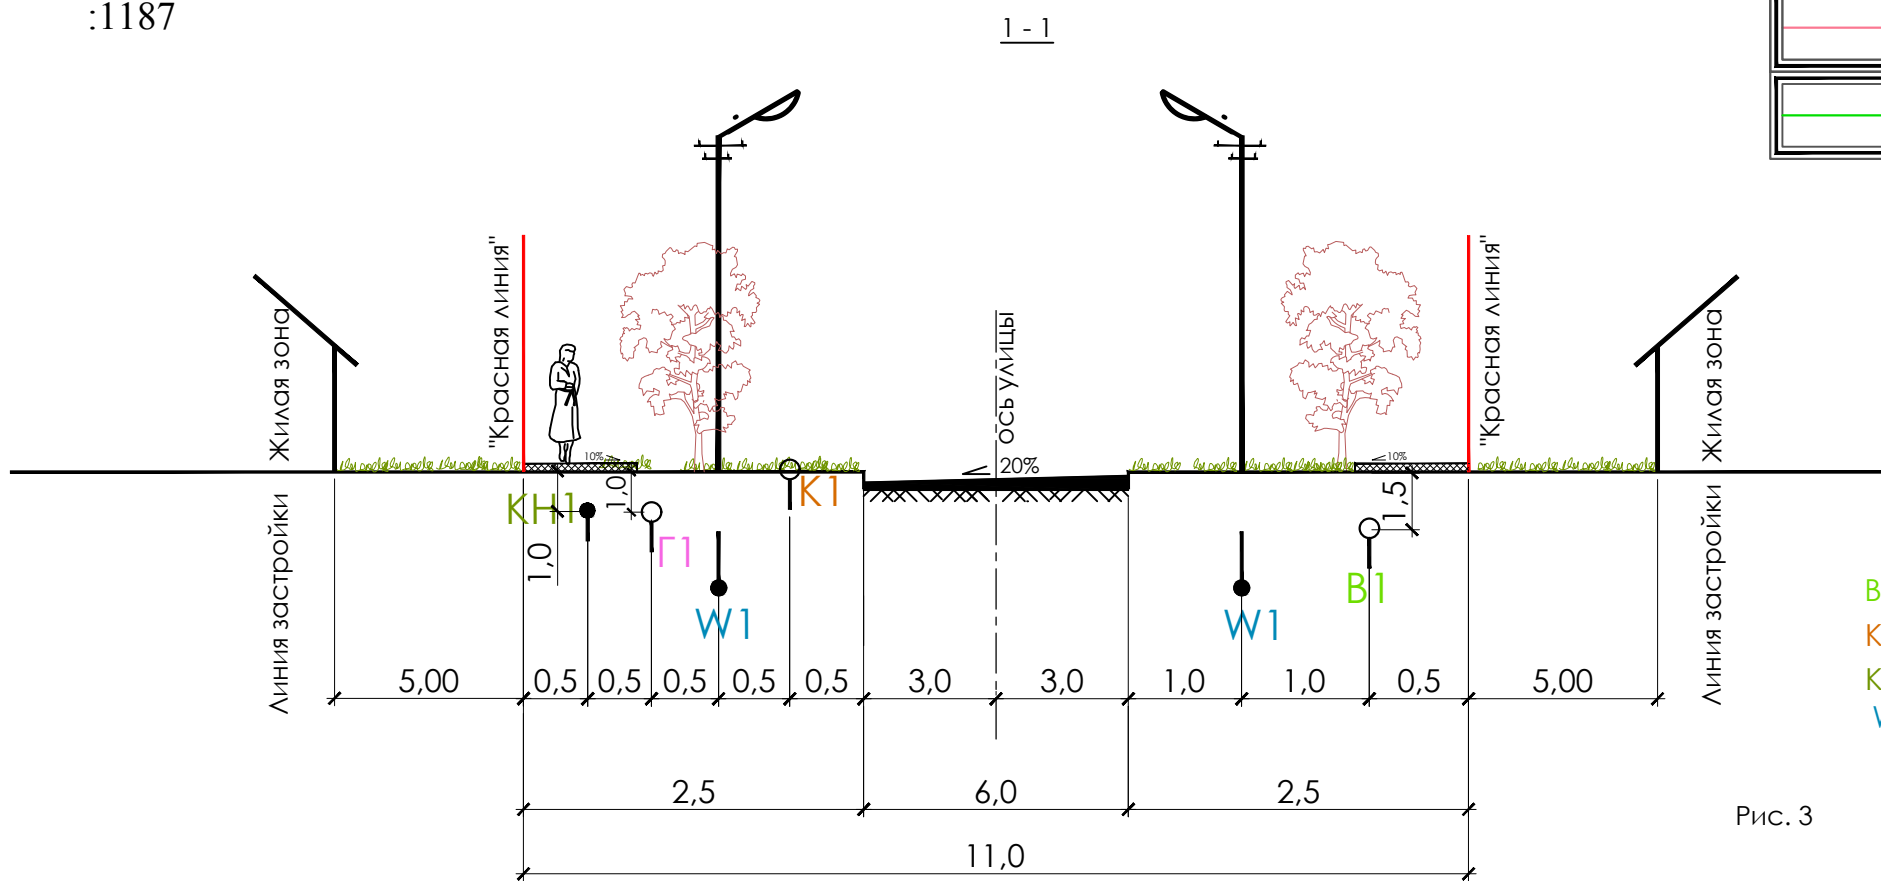 :1187
1 - 1
Жилая зона
"Красная линия"
ось улицы
"Красная линия"
Жилая зона
10%
20%
10%
Линия застройки
КН1
1,0
1,0
Г1
W1
К1
W1
В1
1,5
Линия застройки
В
К
К
5,00 0,5 0,5 0,5 0,5 0,5 3,0 3,0 1,0 1,0 0,5 5,00
2,5 6,0 2,5
11,0
Рис. 3